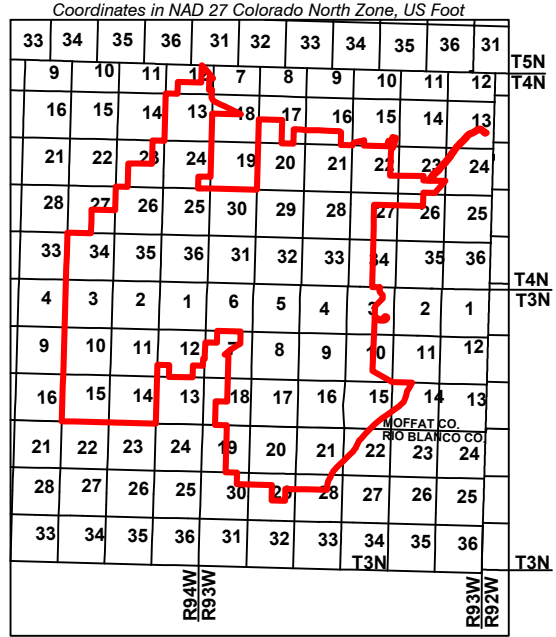 Coordinates in NAD 27 Colorado North Zone, US Foot
33 34 35 36 31 32 33 34 35 36 31
T5N
T4N
9 10 11 12 7 8 9 10 11 12
16 15 14 13 18 17 16 15 14 13
21 22 23 24 19 20 21 22 23 24
28 27 26 25 30 29 28 27 26 25
33 34 35 36 31 32 33 34 35 36
T4N
T3N
4 3 2 1 6 5 4 3 2 1
9 10 11 12 7 8 9 10 11 12
16 15 14 13 18 17 16 15 14 13
MOFFAT CO.
RIO BLANCO CO.
21 22 23 24 19 20 21 22 23 24
28 27 26 25 30 29 28 27 26 25
33 34 35 36 31 32 33 34 35 36
T3N T3N
R94W R93W R93W R92W